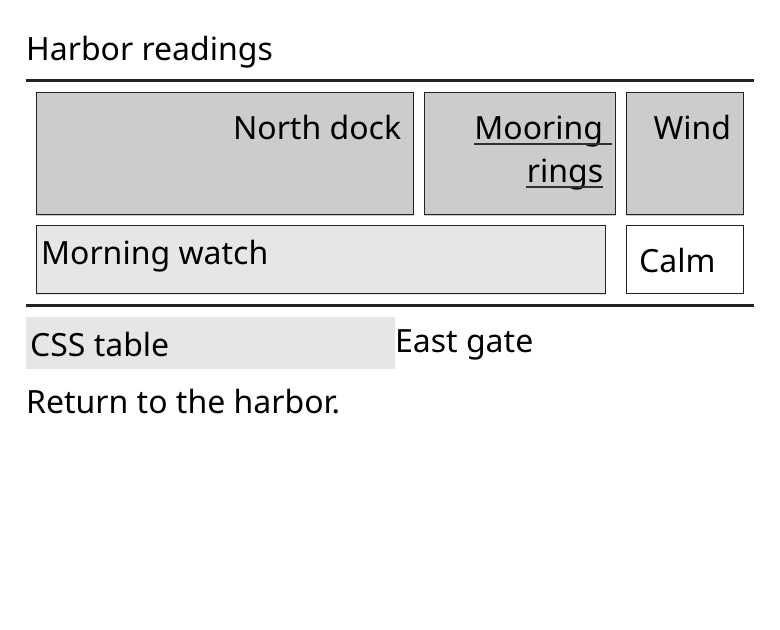 Harbor readings
North dock
Mooring
rings
Wind
Morning watch
Calm
CSS table
East gate
Return to the harbor.